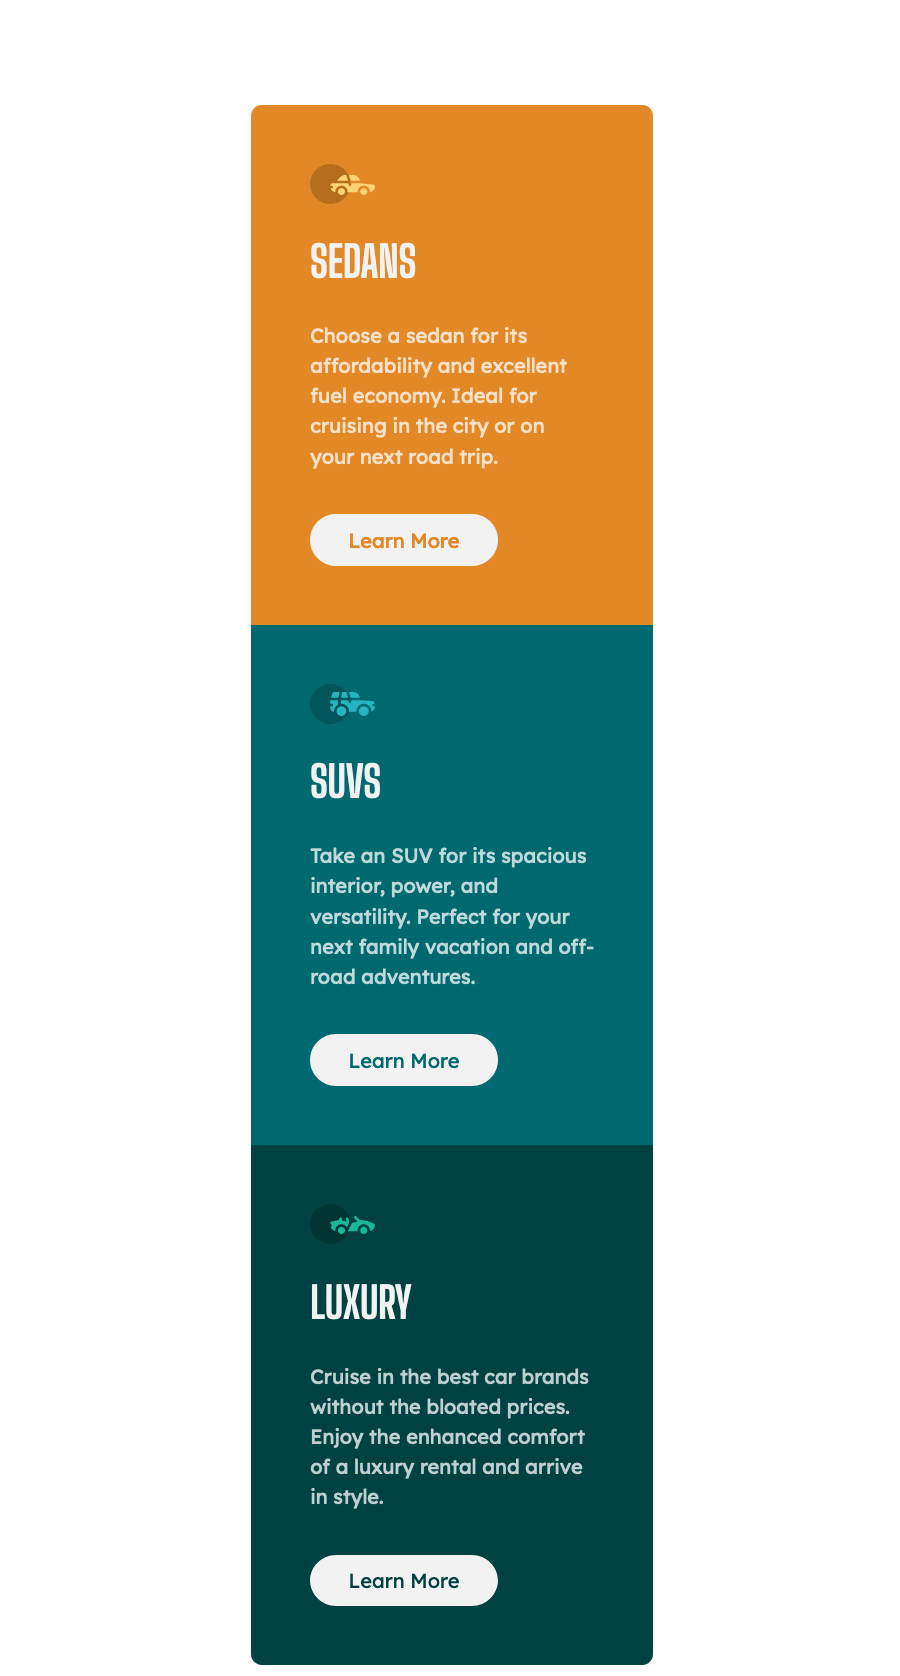 SEDANS
Choose a sedan for its
affordability and excellent
fuel economy. Ideal for
cruising in the city or on
your next road trip.
Learn More
SUVS
Take an SUV for its spacious
interior, power, and
versatility. Perfect for your
next family vacation and off-
road adventures.
Learn More
LUXURY
Cruise in the best car brands
without the bloated prices.
Enjoy the enhanced comfort
of a luxury rental and arrive
in style.
Learn More